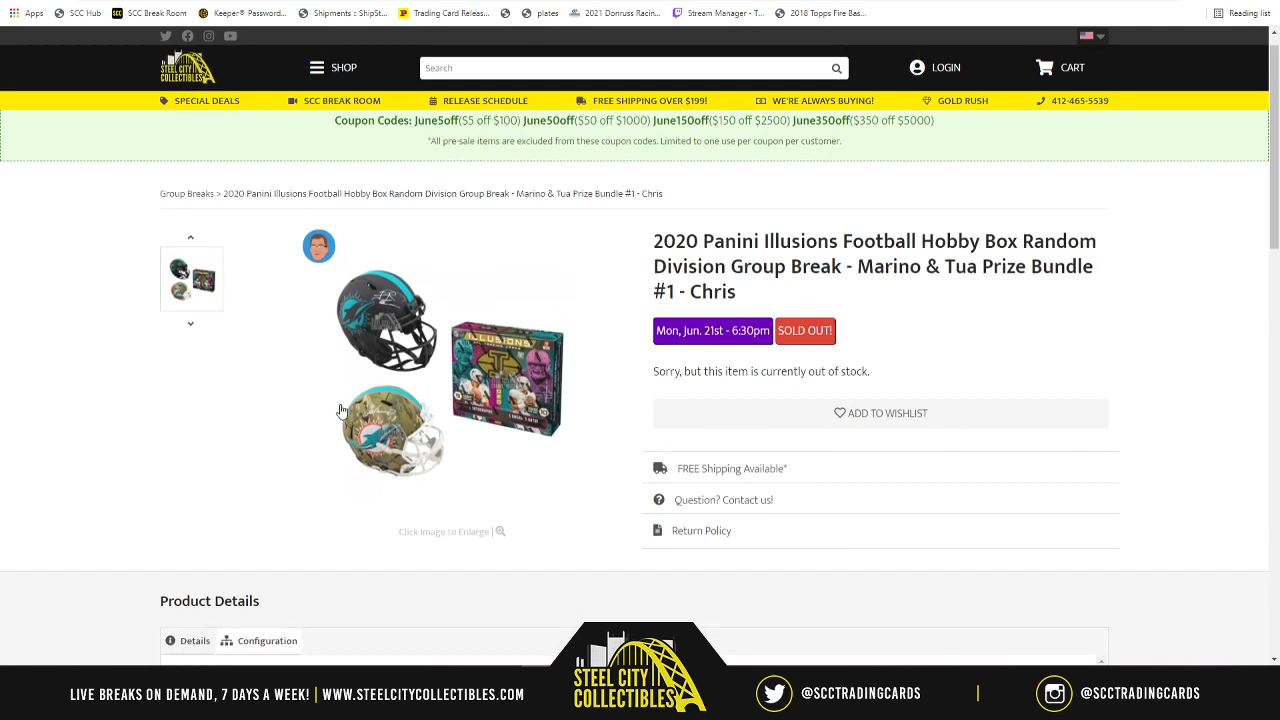 Apps
SCC Hub
SCC Break Room
Keeper® Password...
Shipments :: ShipSt...
Trading Card Releas...
plates
2021 Donruss Racin...
Stream Manager - T...
2018 Topps Fire Bas...
Reading list
STEEL CITY
COLLECTIBLES
SHOP
Search
LOGIN
CART
SPECIAL DEALS
SCC BREAK ROOM
RELEASE SCHEDULE
FREE SHIPPING OVER $199!
WE'RE ALWAYS BUYING!
GOLD RUSH
412-465-5539
Coupon Codes: June5off($5 off $100) June50off($50 off $1000) June150off($150 off $2500) June350off($350 off $5000)
*All pre-sale items are excluded from these coupon codes. Limited to one use per coupon per customer.
Group Breaks > 2020 Panini Illusions Football Hobby Box Random Division Group Break - Marino & Tua Prize Bundle #1 - Chris
2020 Panini Illusions Football Hobby Box Random
Division Group Break - Marino & Tua Prize Bundle
#1 - Chris
Mon, Jun. 21st - 6:30pm
SOLD OUT!
Sorry, but this item is currently out of stock.
ADD TO WISHLIST
ILLUSIONS
FREE Shipping Available*
Question? Contact us!
Return Policy
Click Image to Enlarge |
Product Details
Details
Configuration
LIVE BREAKS ON DEMAND, 7 DAYS A WEEK! | WWW.STEELCITYCOLLECTIBLES.COM
STEEL CITY
COLLECTIBLES
@SCCTRADINGCARDS
|
@SCCTRADINGCARDS